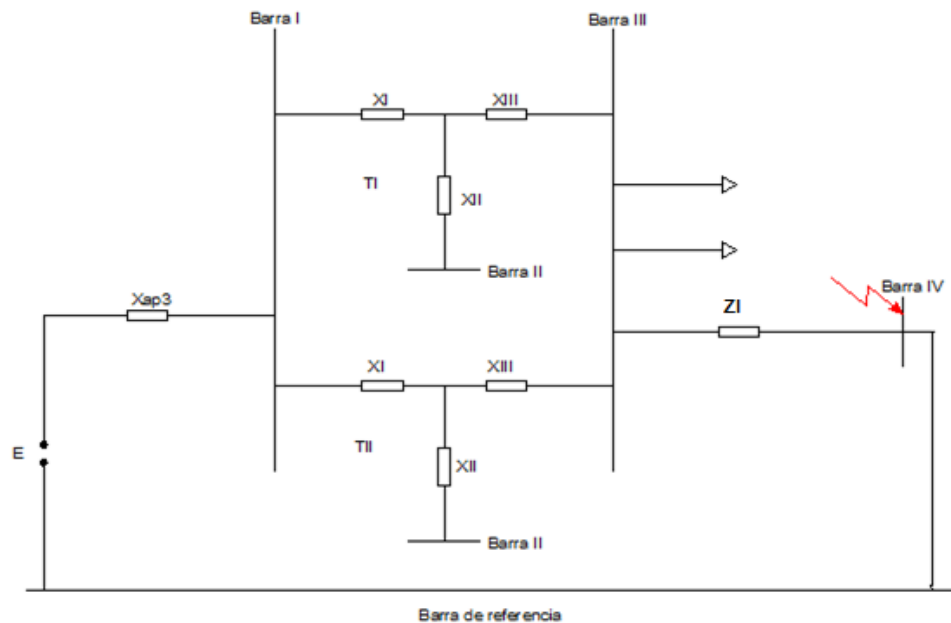 Barra I
Barra III
XI
XIII
TI
XII
Barra II
Xap3
Barra IV
ZI
XI
XIII
E
TII
XII
Barra II
Barra de referencia